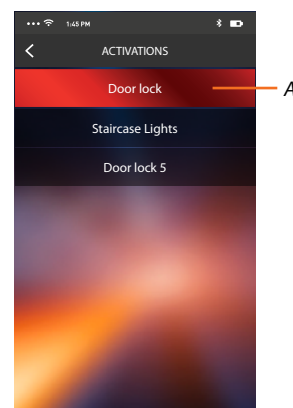 1:45 PM
ACTIVATIONS
Door lock
A
Staircase Lights
Door lock 5